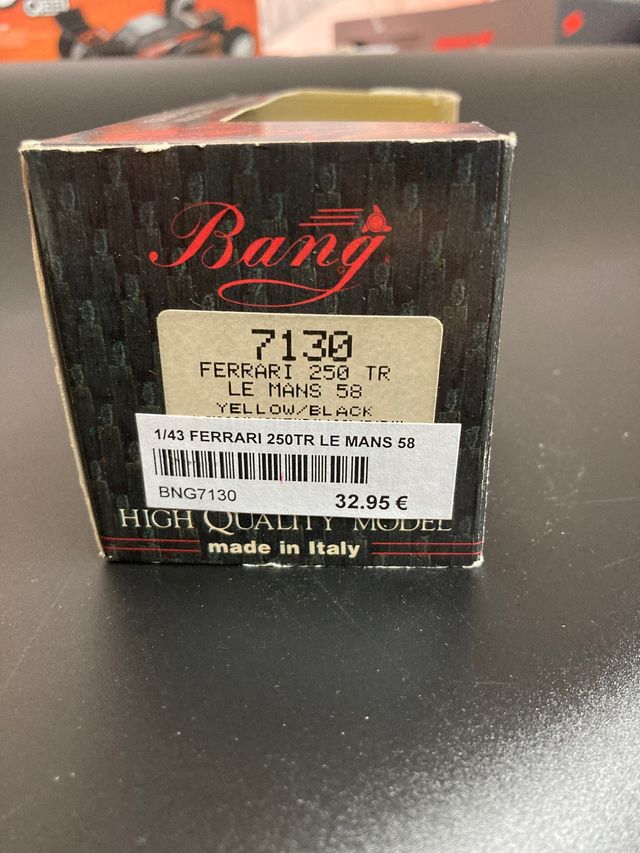 Bang
7130
FERRARI 250 TR
LE MANS 58
YELLOW/BLACK
1/43 FERRARI 250TR LE MANS 58
BNG7130
32.95 €
HIGH QUALITY MODEL
made in Italy